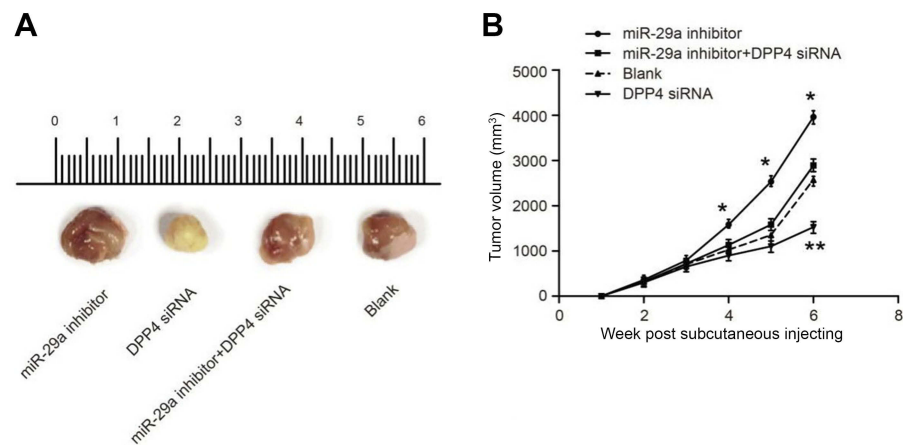 A
0 1 2 3 4 5 6
miR-29a inhibitor
DPP4 siRNA
miR-29a inhibitor+DPP4 siRNA
Blank
B
miR-29a inhibitor
miR-29a inhibitor+DPP4 siRNA
Blank
DPP4 siRNA
Tumor volume (mm³)
5000
4000
3000
2000
1000
0
*
*
*
**
0 2 4 6 8
Week post subcutaneous injecting